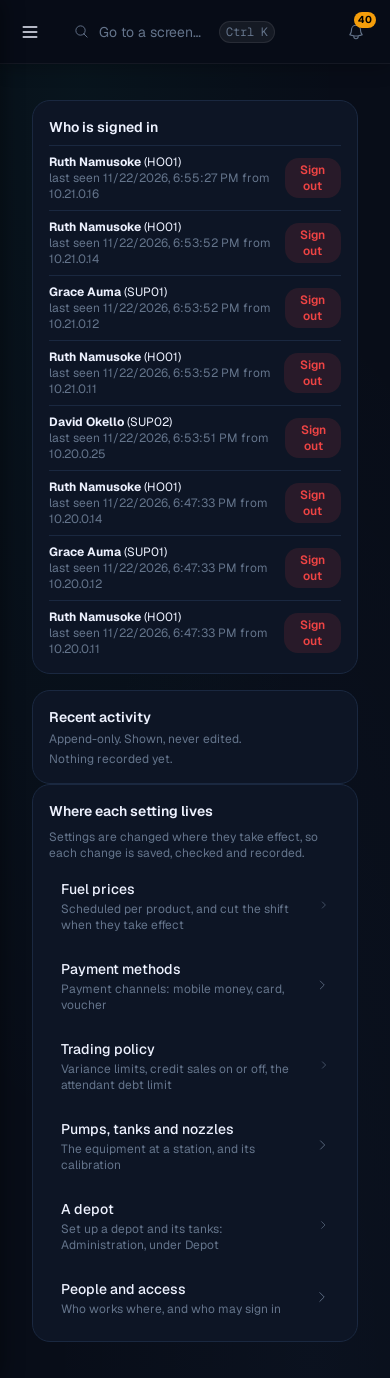 Go to a screen... Ctrl K 40
Who is signed in
Ruth Namusoke (HO01)
last seen 11/22/2026, 6:55:27 PM from
10.21.0.16
Sign
out
Ruth Namusoke (HO01)
last seen 11/22/2026, 6:53:52 PM from
10.21.0.14
Sign
out
Grace Auma (SUP01)
last seen 11/22/2026, 6:53:52 PM from
10.21.0.12
Sign
out
Ruth Namusoke (HO01)
last seen 11/22/2026, 6:53:52 PM from
10.21.0.11
Sign
out
David Okello (SUP02)
last seen 11/22/2026, 6:53:51 PM from
10.20.0.25
Sign
out
Ruth Namusoke (HO01)
last seen 11/22/2026, 6:47:33 PM from
10.20.0.14
Sign
out
Grace Auma (SUP01)
last seen 11/22/2026, 6:47:33 PM from
10.20.0.12
Sign
out
Ruth Namusoke (HO01)
last seen 11/22/2026, 6:47:33 PM from
10.20.0.11
Sign
out
Recent activity
Append-only. Shown, never edited.
Nothing recorded yet.
Where each setting lives
Settings are changed where they take effect, so
each change is saved, checked and recorded.
Fuel prices
Scheduled per product, and cut the shift
when they take effect
Payment methods
Payment channels: mobile money, card,
voucher
Trading policy
Variance limits, credit sales on or off, the
attendant debt limit
Pumps, tanks and nozzles
The equipment at a station, and its
calibration
A depot
Set up a depot and its tanks:
Administration, under Depot
People and access
Who works where, and who may sign in